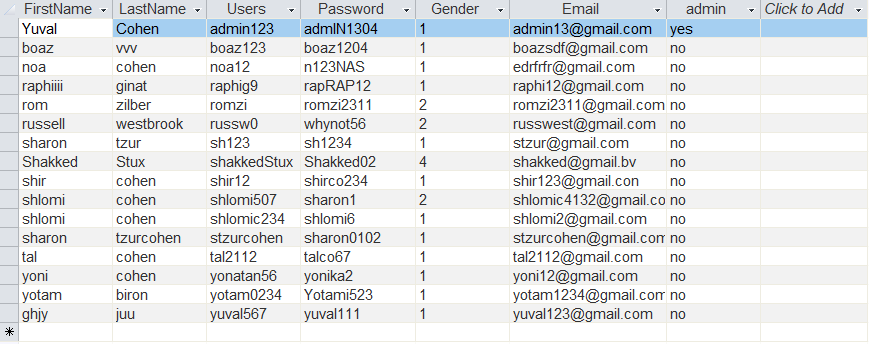 FirstName LastName Users Password Gender Email admin Click to Add
Yuval Cohen admin123 admIN1304 1 admin13@gmail.com yes
boaz vvv boaz123 boaz1204 1 boazsdf@gmail.com no
noa cohen noa12 n123NAS 1 edrfrfr@gmail.com no
raphiiii ginat raphig9 rapRAP12 1 raphi12@gmail.com no
rom zilber romzi romzi2311 2 romzi2311@gmail.com no
russell westbrook russw0 whynot56 2 russwest@gmail.com no
sharon tzur sh123 sh1234 1 stzur@gmail.com no
Shakked Stux shakkedStux Shakked02 4 shakked@gmail.bv no
shir cohen shir12 shirco234 1 shir123@gmail.con no
shlomi cohen shlomi507 sharon1 2 shlomic4132@gmail.co no
shlomi cohen shlomic234 shlomi6 1 shlomi2@gmail.com no
sharon tzurcohen stzurcohen sharon0102 1 stzurcohen@gmail.com no
tal cohen tal2112 talco67 1 tal2112@gmail.com no
yoni cohen yonatan56 yonika2 1 yoni12@gmail.com no
yotam biron yotam0234 Yotami523 1 yotam1234@gmail.com no
ghjy juu yuval567 yuval111 1 yuval123@gmail.com no